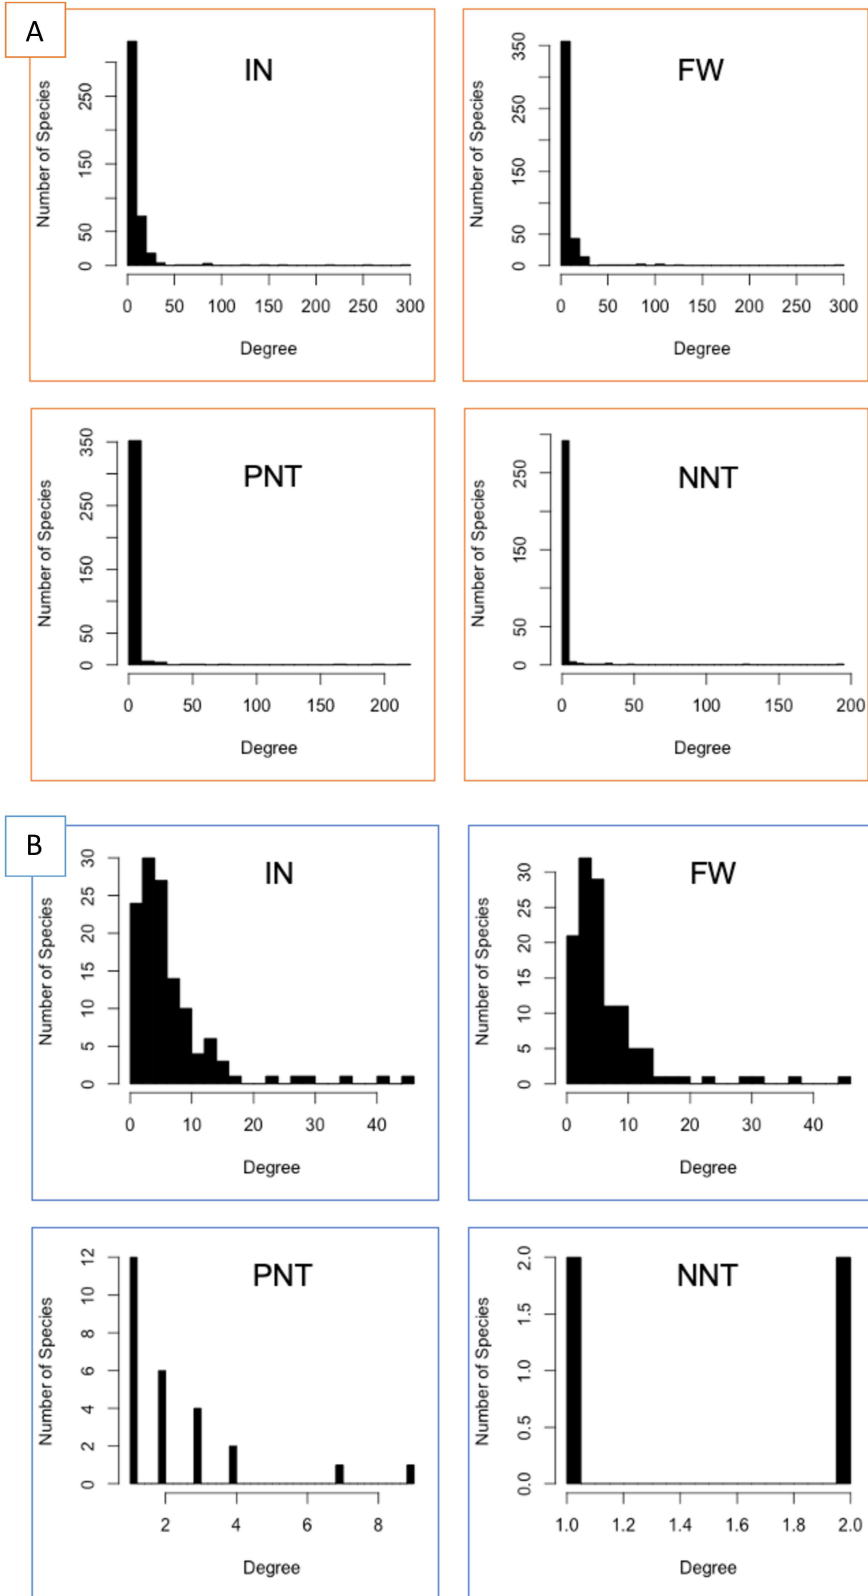 A
IN
Number of Species
250
150
50
0
0 50 100 150 200 250 300
Degree
FW
Number of Species
350
250
150
50
0
0 50 100 150 200 250 300
Degree
PNT
Number of Species
350
250
150
50
0
0 50 100 150 200
Degree
NNT
Number of Species
250
150
50
0
0 50 100 150 200
Degree
B
IN
Number of Species
30
25
20
15
10
5
0
0 10 20 30 40
Degree
FW
Number of Species
30
25
20
15
10
5
0
0 10 20 30 40
Degree
PNT
Number of Species
12
10
8
6
4
2
0
2 4 6 8
Degree
NNT
Number of Species
2.0
1.5
1.0
0.5
0.0
1.0 1.2 1.4 1.6 1.8 2.0
Degree